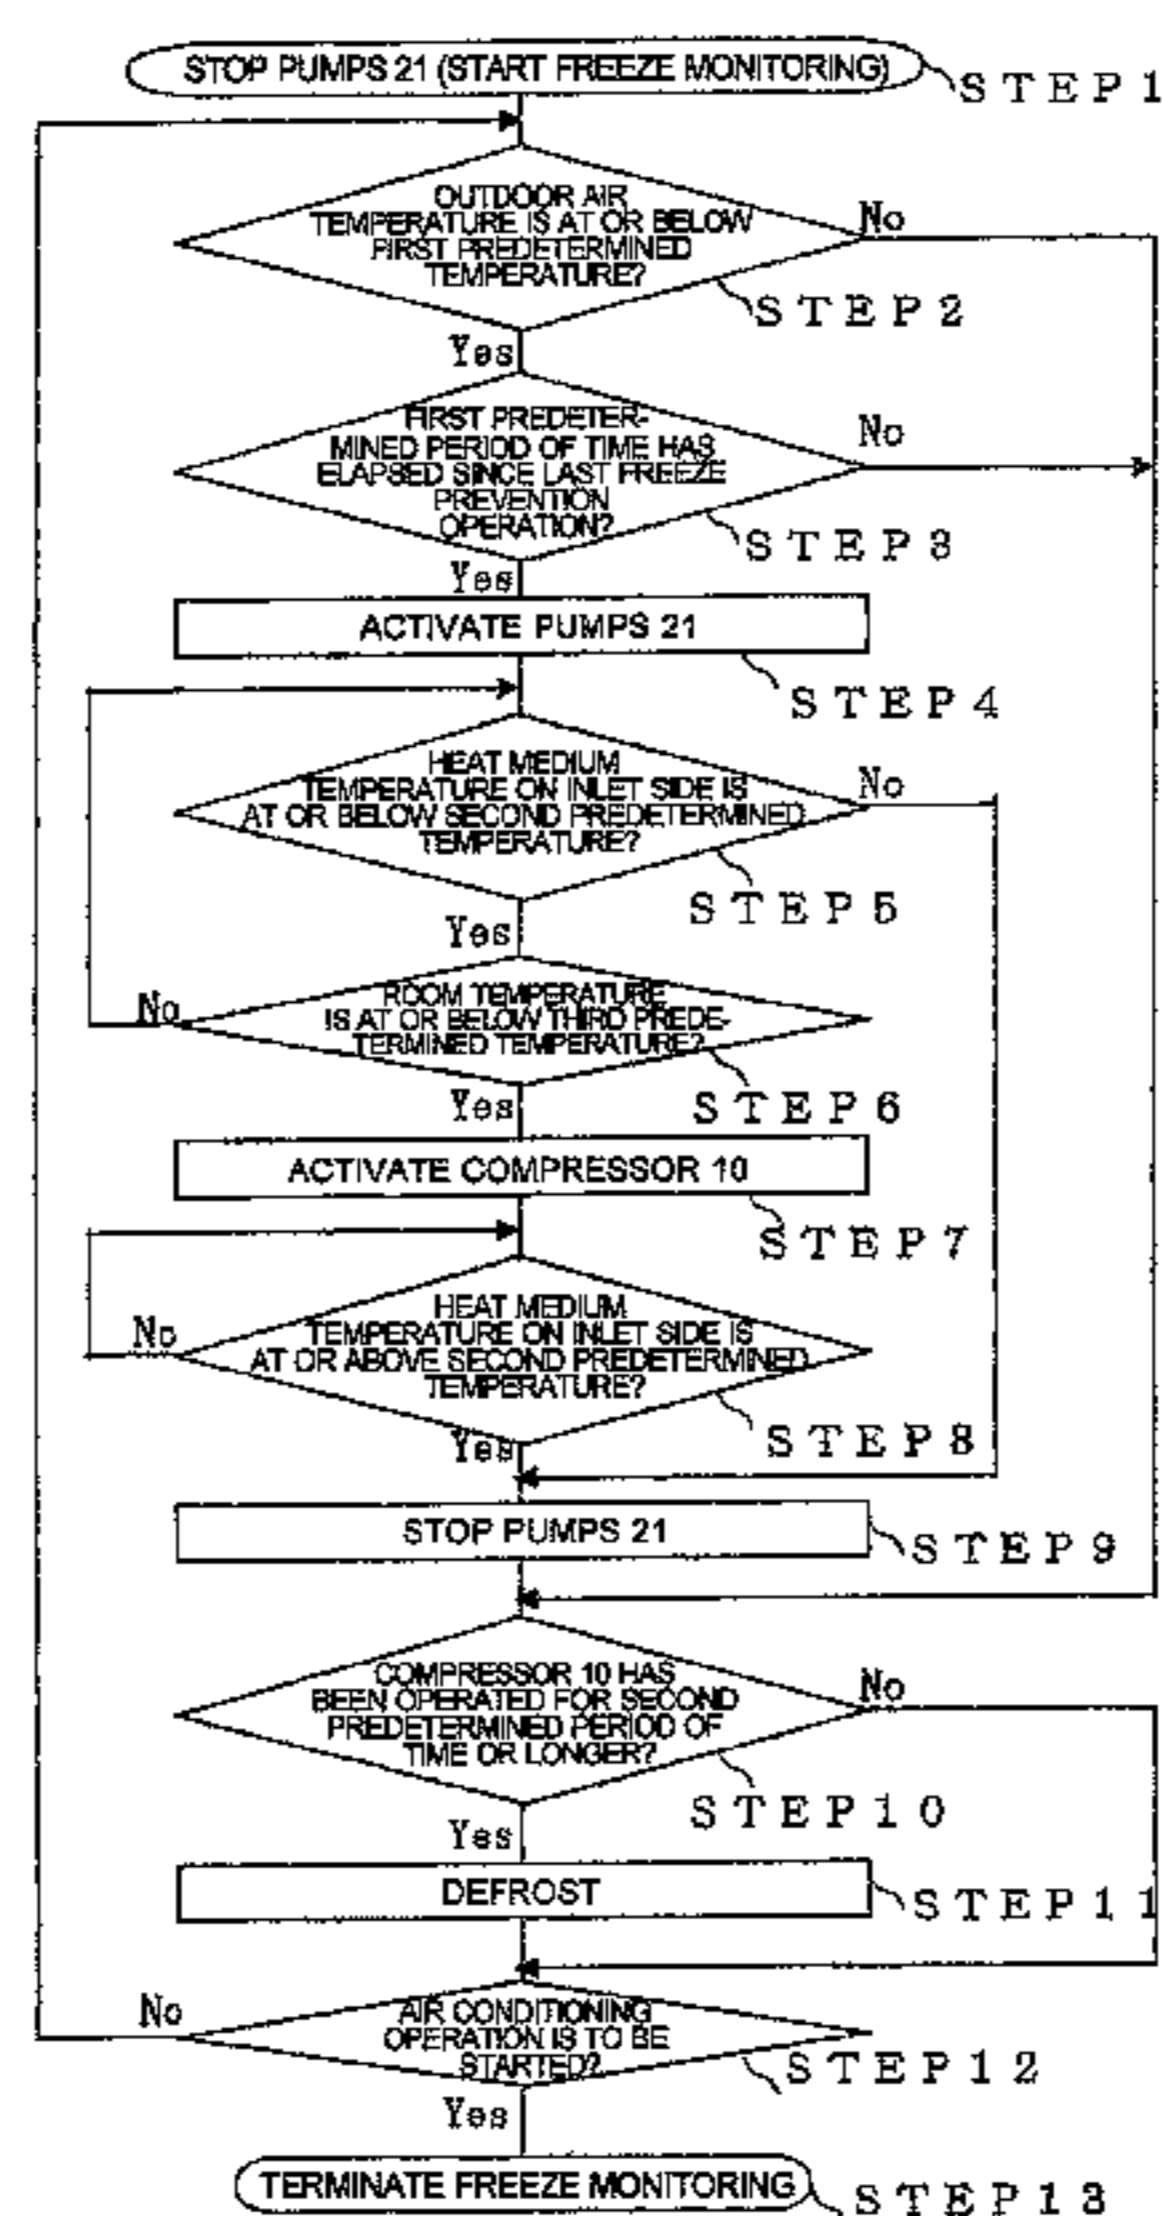 STOP PUMPS 21 (START FREEZE MONITORING)
STEP1
OUTDOOR AIR
TEMPERATURE IS AT OR BELOW
FIRST PREDETERMINED
TEMPERATURE?
No
STEP2
Yes
FIRST PREDETER-
MINED PERIOD OF TIME HAS
ELAPSED SINCE LAST FREEZE
PREVENTION
OPERATION?
No
STEP3
Yes
ACTIVATE PUMPS 21
STEP4
HEAT MEDIUM
TEMPERATURE ON INLET SIDE IS
AT OR BELOW SECOND PREDETERMINED
TEMPERATURE?
No
STEP5
Yes
ROOM TEMPERATURE
IS AT OR BELOW THIRD PREDE-
TERMINED TEMPERATURE?
No
STEP6
Yes
ACTIVATE COMPRESSOR 10
STEP7
HEAT MEDIUM
TEMPERATURE ON INLET SIDE IS
AT OR ABOVE SECOND PREDETERMINED
TEMPERATURE?
No
STEP8
Yes
STOP PUMPS 21
STEP9
COMPRESSOR 10 HAS
BEEN OPERATED FOR SECOND
PREDETERMINED PERIOD OF
TIME OR LONGER?
No
STEP10
Yes
DEFROST
STEP11
AIR CONDITIONING
OPERATION IS TO BE
STARTED?
No
STEP12
Yes
TERMINATE FREEZE MONITORING
STEP13